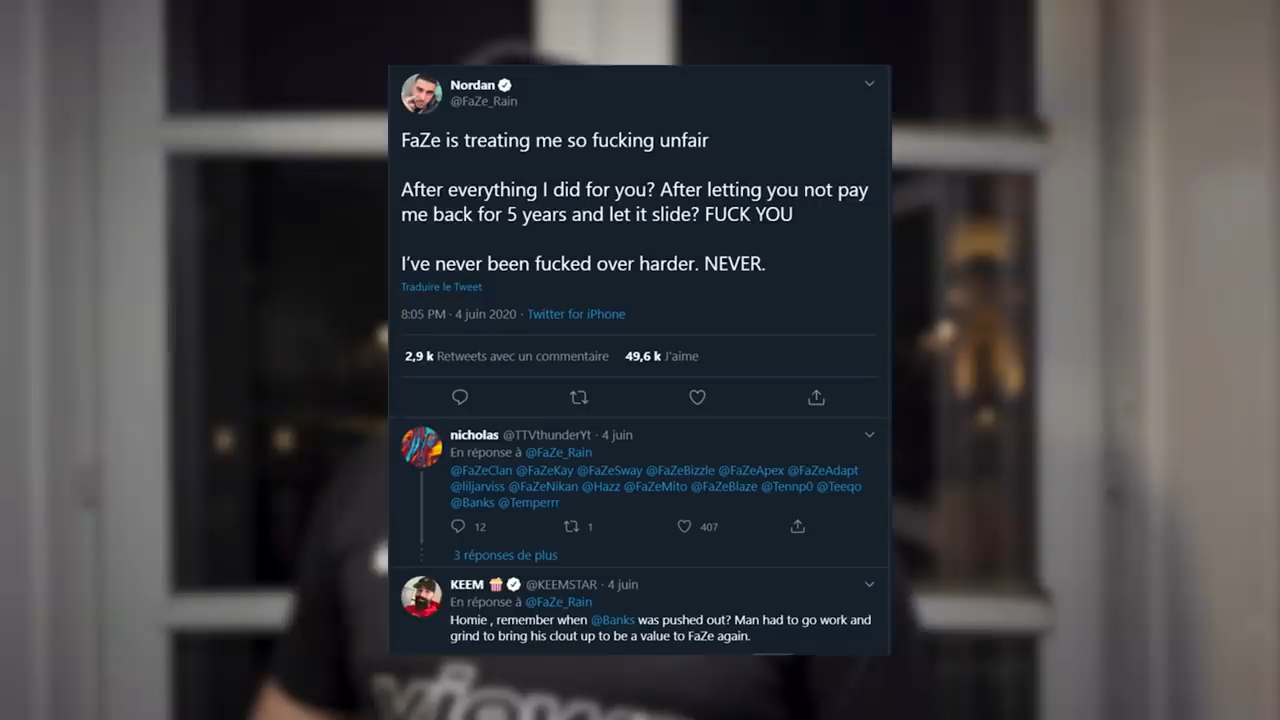 Nordan
@FaZe_Rain
FaZe is treating me so fucking unfair
After everything I did for you? After letting you not pay
me back for 5 years and let it slide? FUCK YOU
I've never been fucked over harder. NEVER.
Traduire le Tweet
8:05 PM · 4 juin 2020 · Twitter for iPhone
2,9 k Retweets avec un commentaire 49,6 k J'aime
nicholas @TTVthunderYt · 4 juin
En réponse à @FaZe_Rain
@FaZeClan @FaZeKay @FaZeSway @FaZeBizzle @FaZeApex @FaZeAdapt
@liljarviss @FaZeNikan @Hazz @FaZeMito @FaZeBlaze @Tennp0 @Teeqo
@Banks @Temperrr
12 1 407
3 réponses de plus
KEEM @KEEMSTAR · 4 juin
En réponse à @FaZe_Rain
Homie , remember when @Banks was pushed out? Man had to go work and
grind to bring his clout up to be a value to FaZe again.